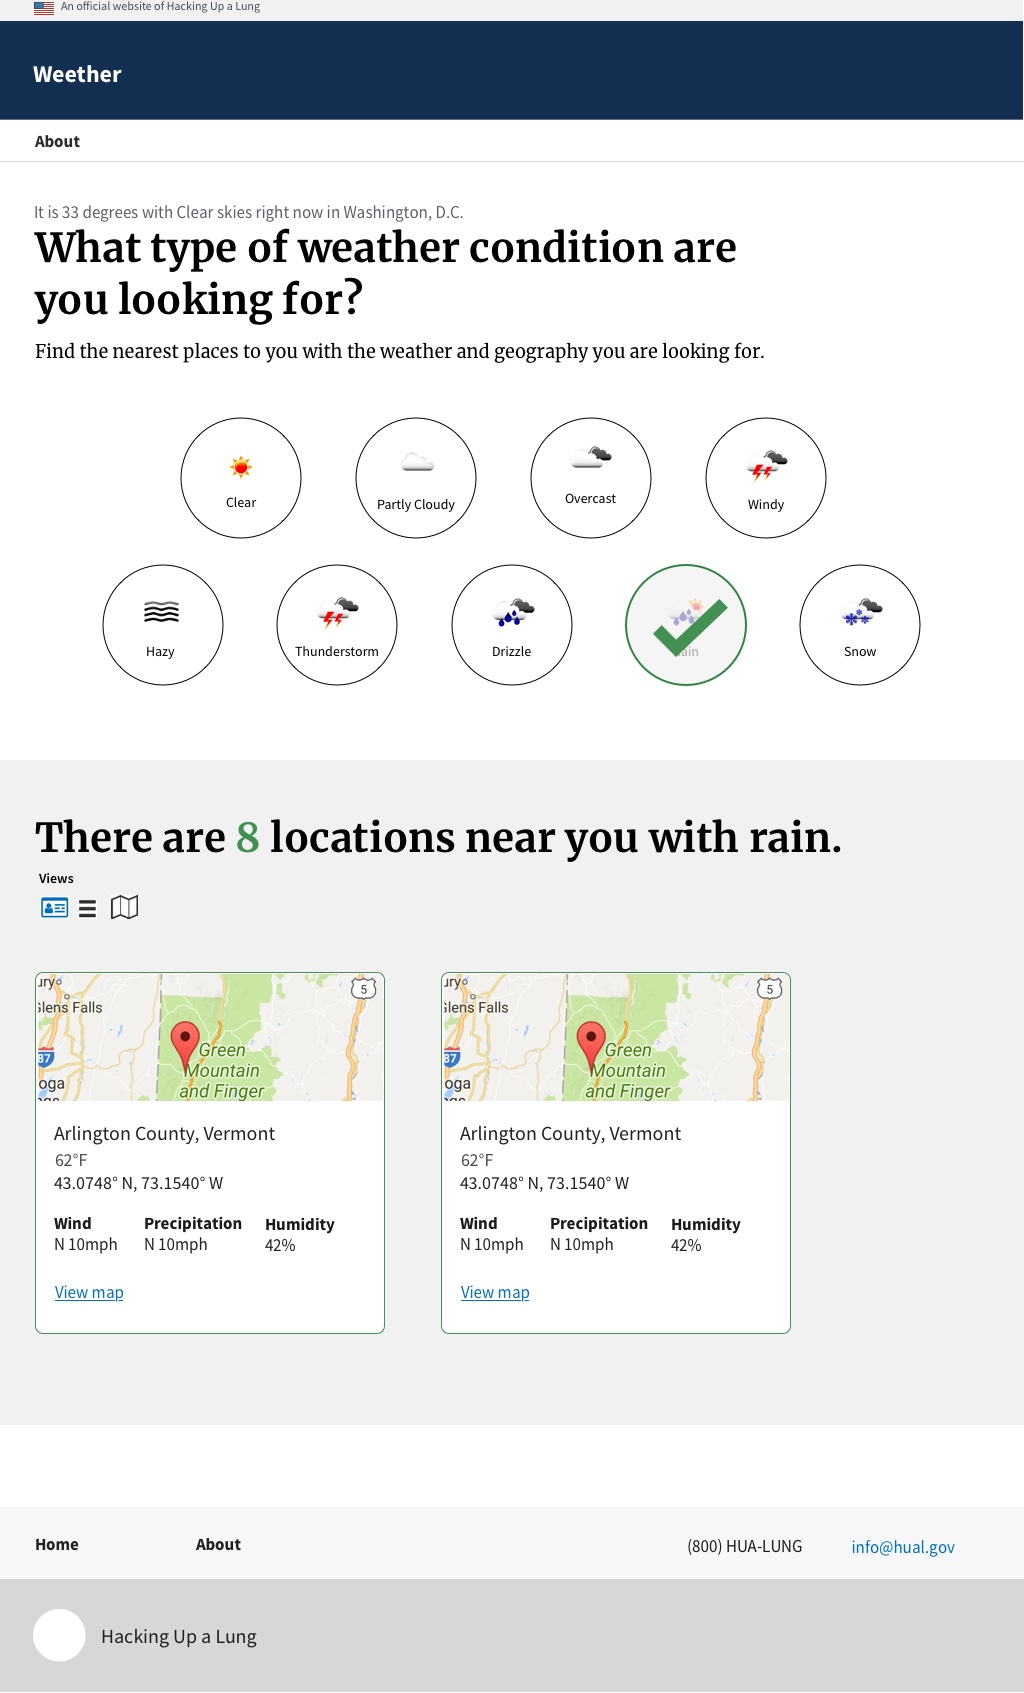 An official website of Hacking Up a Lung
Weether
About
It is 33 degrees with Clear skies right now in Washington, D.C.
What type of weather condition are
you looking for?
Find the nearest places to you with the weather and geography you are looking for.
Clear
Partly Cloudy
Overcast
Windy
Hazy
Thunderstorm
Drizzle
ain
Snow
There are 8 locations near you with rain.
Views
ury
5
Glens Falls
87
Green
Mountain
and Finger
oga
Arlington County, Vermont
62°F
43.0748° N, 73.1540° W
Wind Precipitation Humidity
N 10mph N 10mph 42%
View map
ury
5
Glens Falls
87
Green
Mountain
and Finger
oga
Arlington County, Vermont
62°F
43.0748° N, 73.1540° W
Wind Precipitation Humidity
N 10mph N 10mph 42%
View map
Home About (800) HUA-LUNG info@hual.gov
Hacking Up a Lung